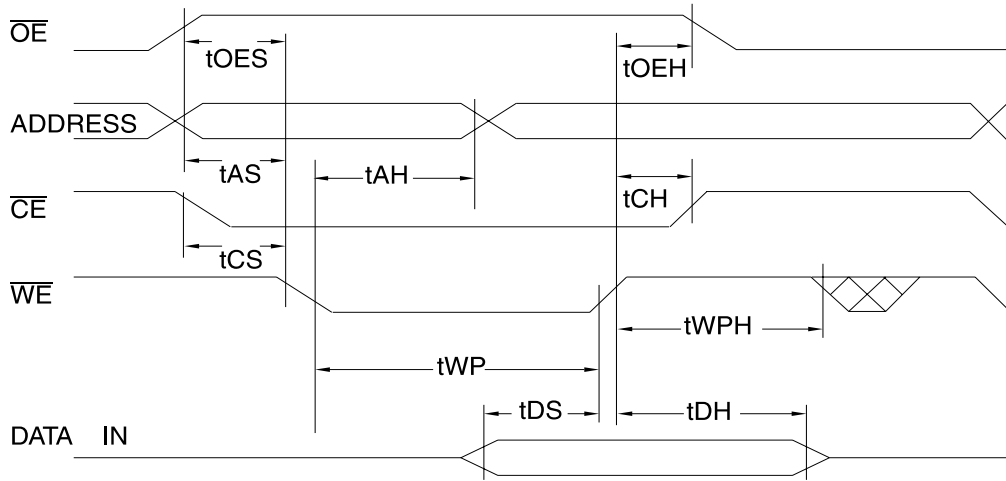 OE
tOES
tOEH
ADDRESS
tAS
tAH
tCH
CE
tCS
WE
tWPH
tWP
tDS
tDH
DATA IN